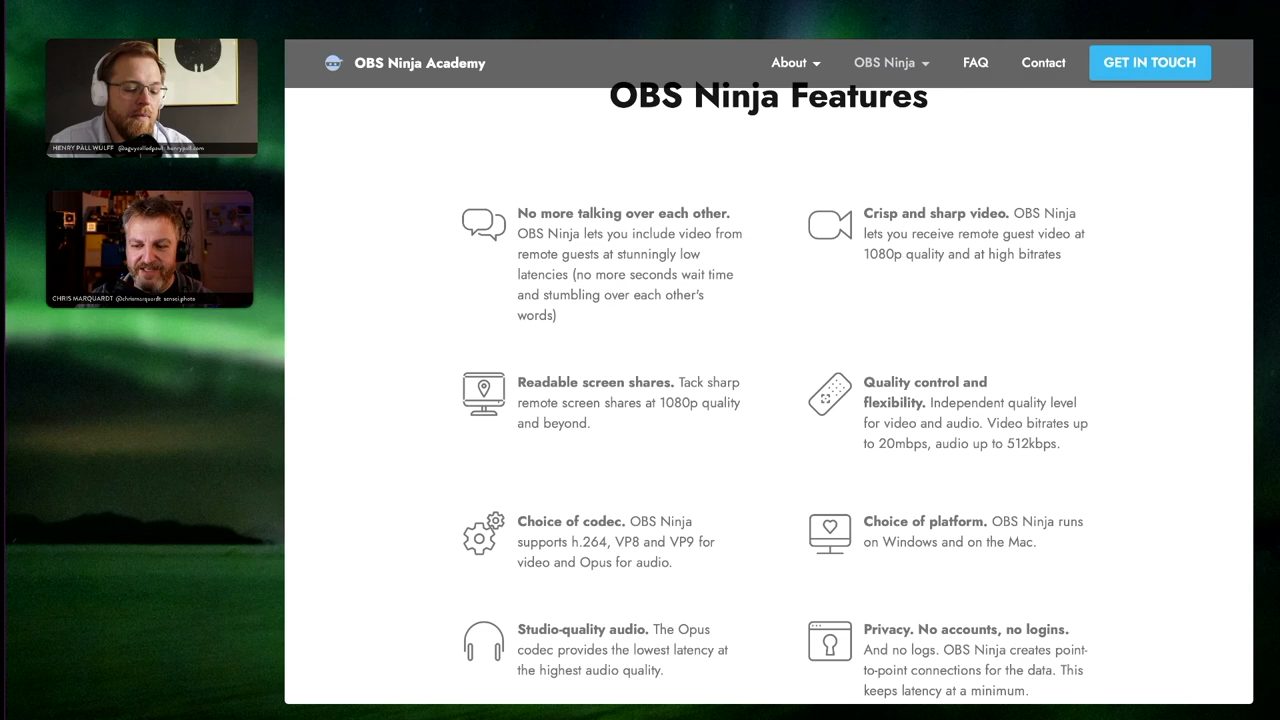 HENRY PÁLL WULFF @aguycalledpaul henrypall.com
CHRIS MARQUARDT @chrismarquardt sensei.photo
OBS Ninja Academy
About
OBS Ninja
FAQ
Contact
GET IN TOUCH
OBS Ninja Features
No more talking over each other.
OBS Ninja lets you include video from
remote guests at stunningly low
latencies (no more seconds wait time
and stumbling over each other's
words)
Crisp and sharp video. OBS Ninja
lets you receive remote guest video at
1080p quality and at high bitrates
Readable screen shares. Tack sharp
remote screen shares at 1080p quality
and beyond.
Quality control and
flexibility. Independent quality level
for video and audio. Video bitrates up
to 20mbps, audio up to 512kbps.
Choice of codec. OBS Ninja
supports h.264, VP8 and VP9 for
video and Opus for audio.
Choice of platform. OBS Ninja runs
on Windows and on the Mac.
Studio-quality audio. The Opus
codec provides the lowest latency at
the highest audio quality.
Privacy. No accounts, no logins.
And no logs. OBS Ninja creates point-
to-point connections for the data. This
keeps latency at a minimum.